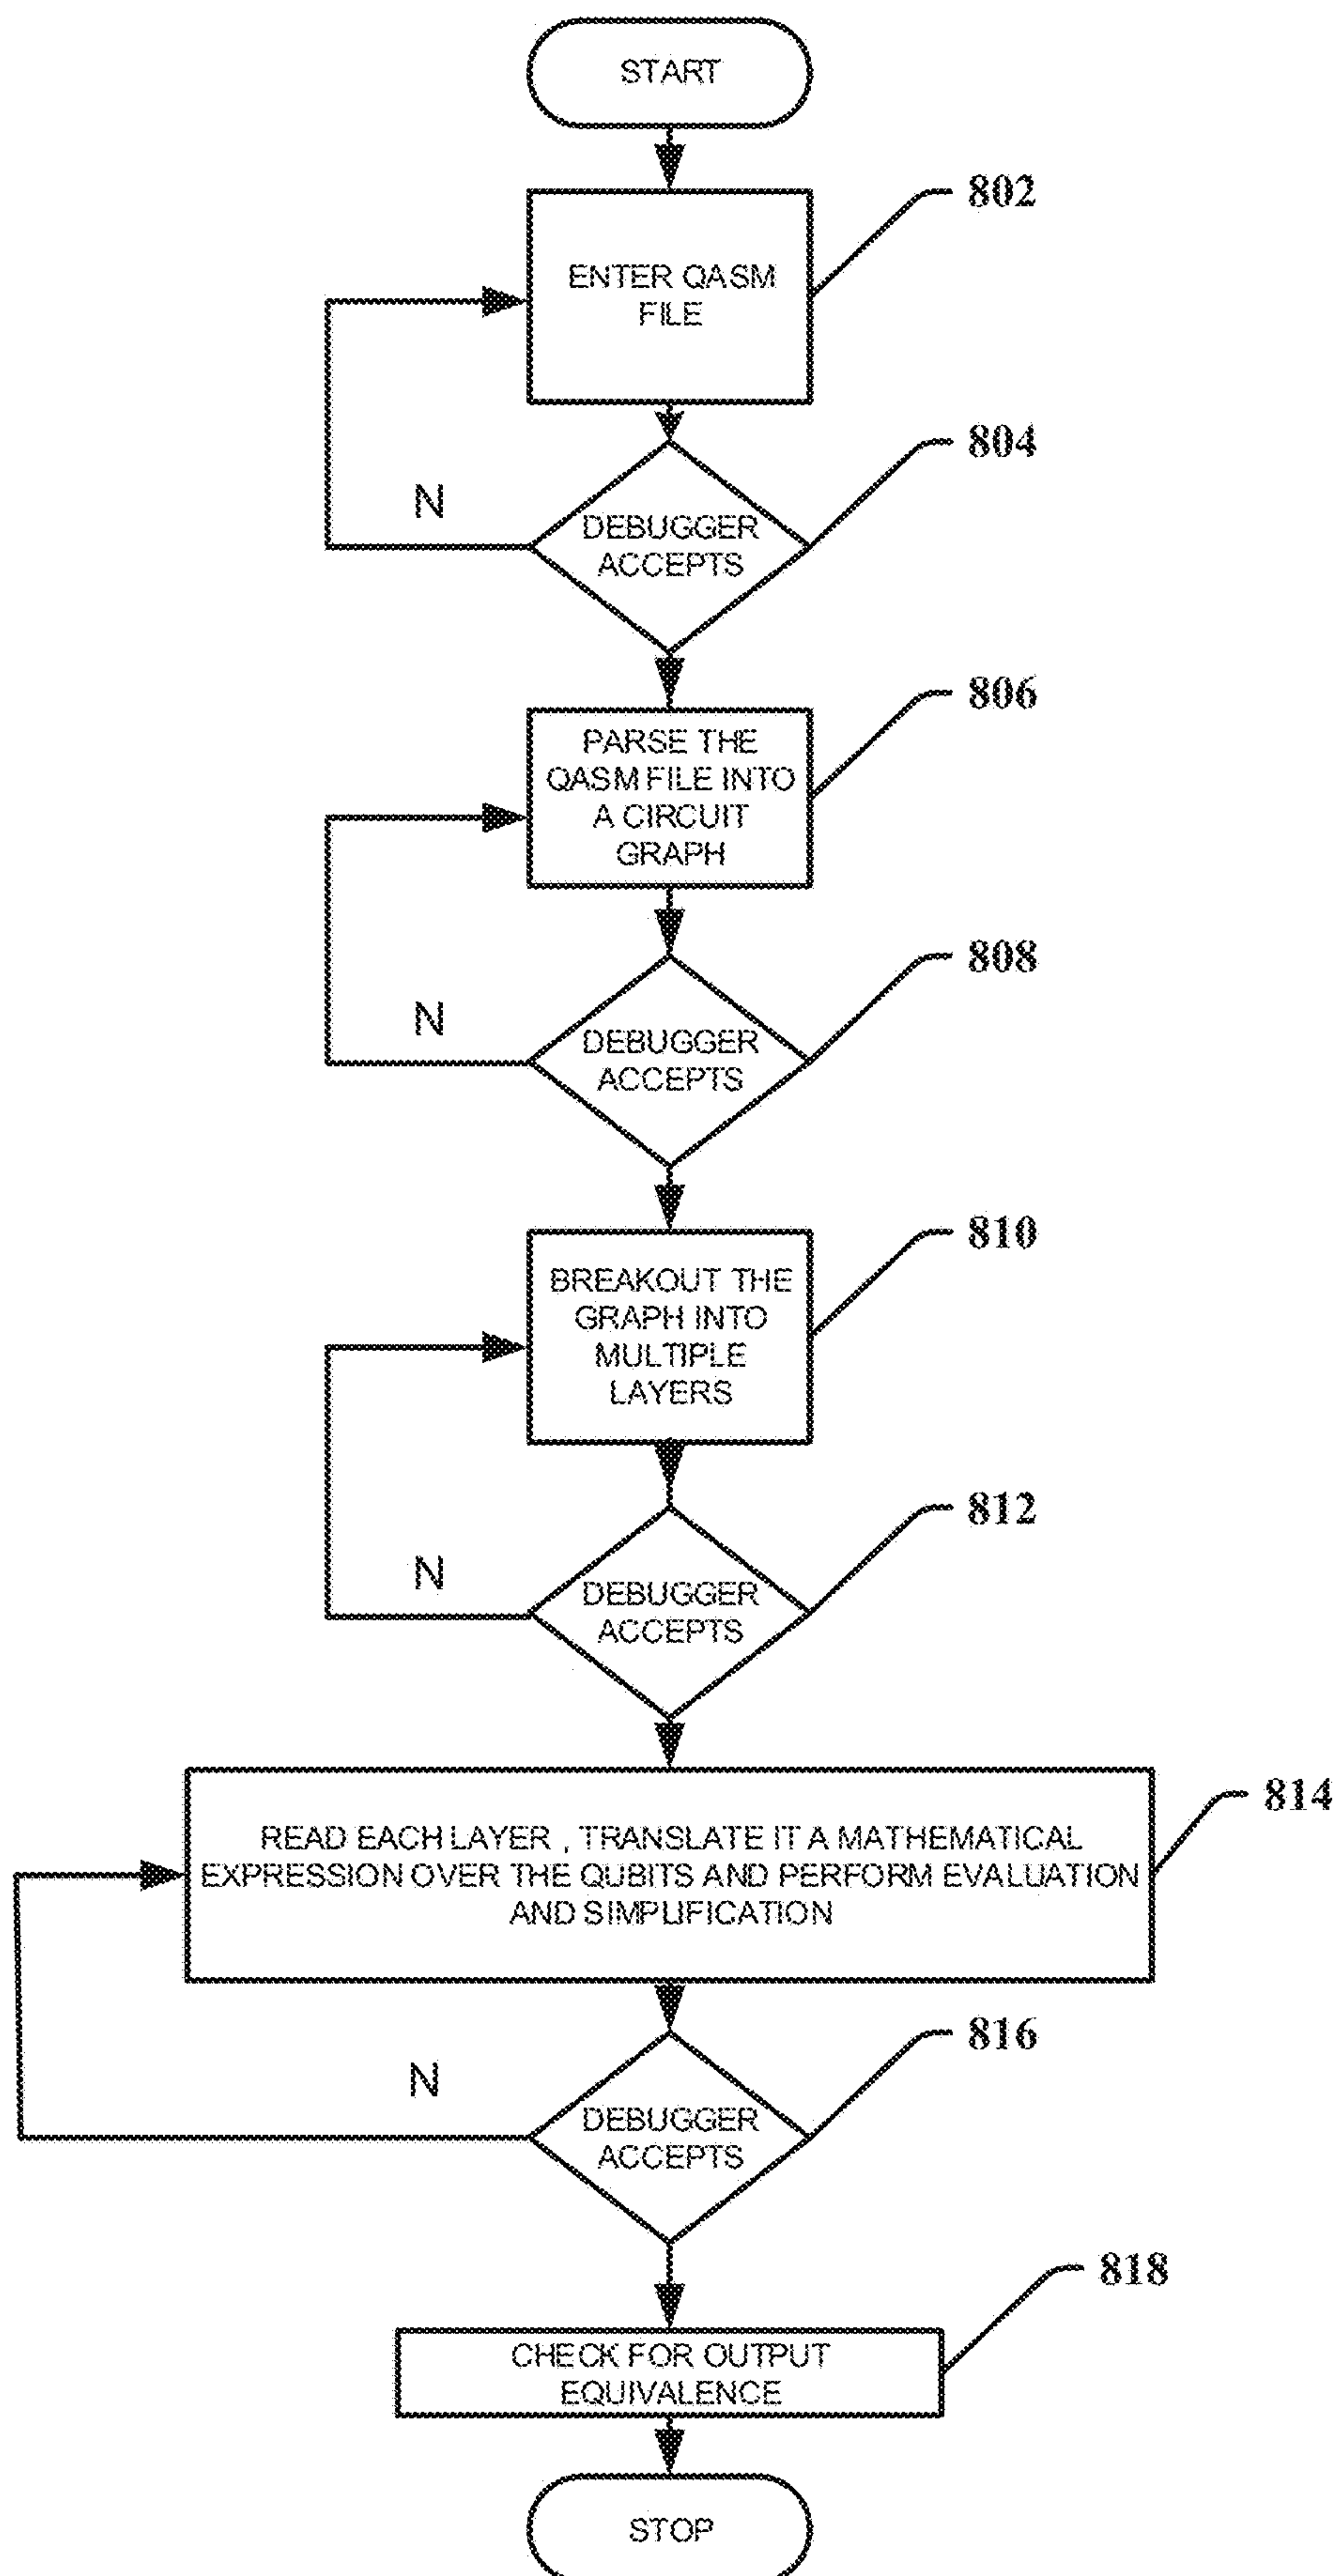 START
802
ENTER QASM
FILE
804
N
DEBUGGER
ACCEPTS
806
PARSE THE
QASM FILE INTO
A CIRCUIT
GRAPH
808
N
DEBUGGER
ACCEPTS
810
BREAKOUT THE
GRAPH INTO
MULTIPLE
LAYERS
812
N
DEBUGGER
ACCEPTS
814
READ EACH LAYER , TRANSLATE IT A MATHEMATICAL
EXPRESSION OVER THE QUBITS AND PERFORM EVALUATION
AND SIMPLIFICATION
816
N
DEBUGGER
ACCEPTS
818
CHECK FOR OUTPUT
EQUIVALENCE
STOP